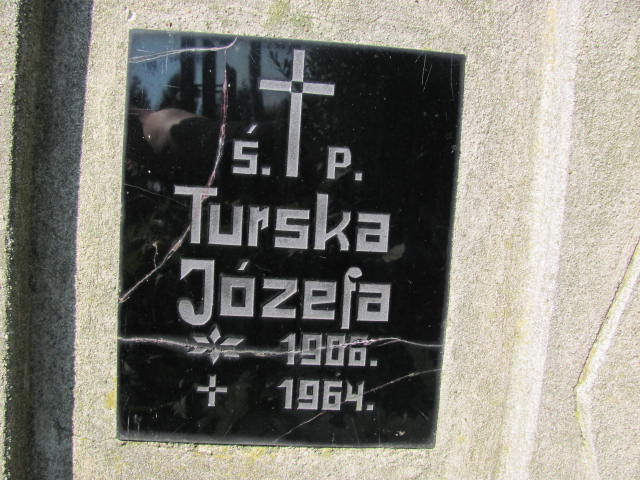 ś. p.
Turska
Józefa
1906.
1964.